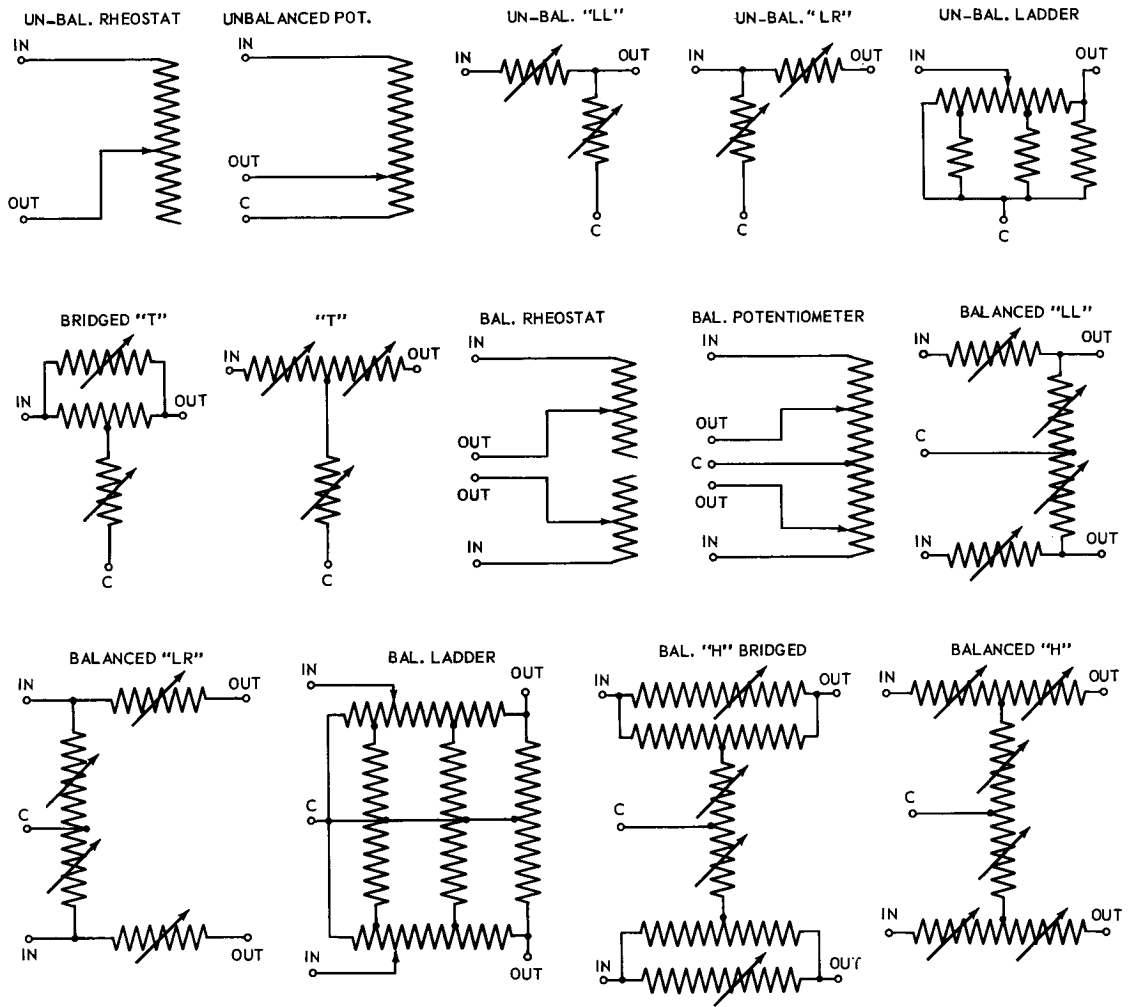 UN-BAL. RHEOSTAT
IN
OUT
UNBALANCED POT.
IN
OUT
C
UN-BAL. "LL"
IN
OUT
C
UN-BAL. "LR"
IN
OUT
C
UN-BAL. LADDER
IN
OUT
C
BRIDGED "T"
IN
OUT
C
"T"
IN
OUT
C
BAL. RHEOSTAT
IN
OUT
OUT
IN
BAL. POTENTIOMETER
IN
OUT
C
OUT
IN
BALANCED "LL"
IN
OUT
C
IN
OUT
BALANCED "LR"
IN
OUT
C
IN
OUT
BAL. LADDER
IN
OUT
C
IN
OUT
BAL. "H" BRIDGED
IN
OUT
C
IN
OUT
BALANCED "H"
IN
OUT
C
IN
OUT